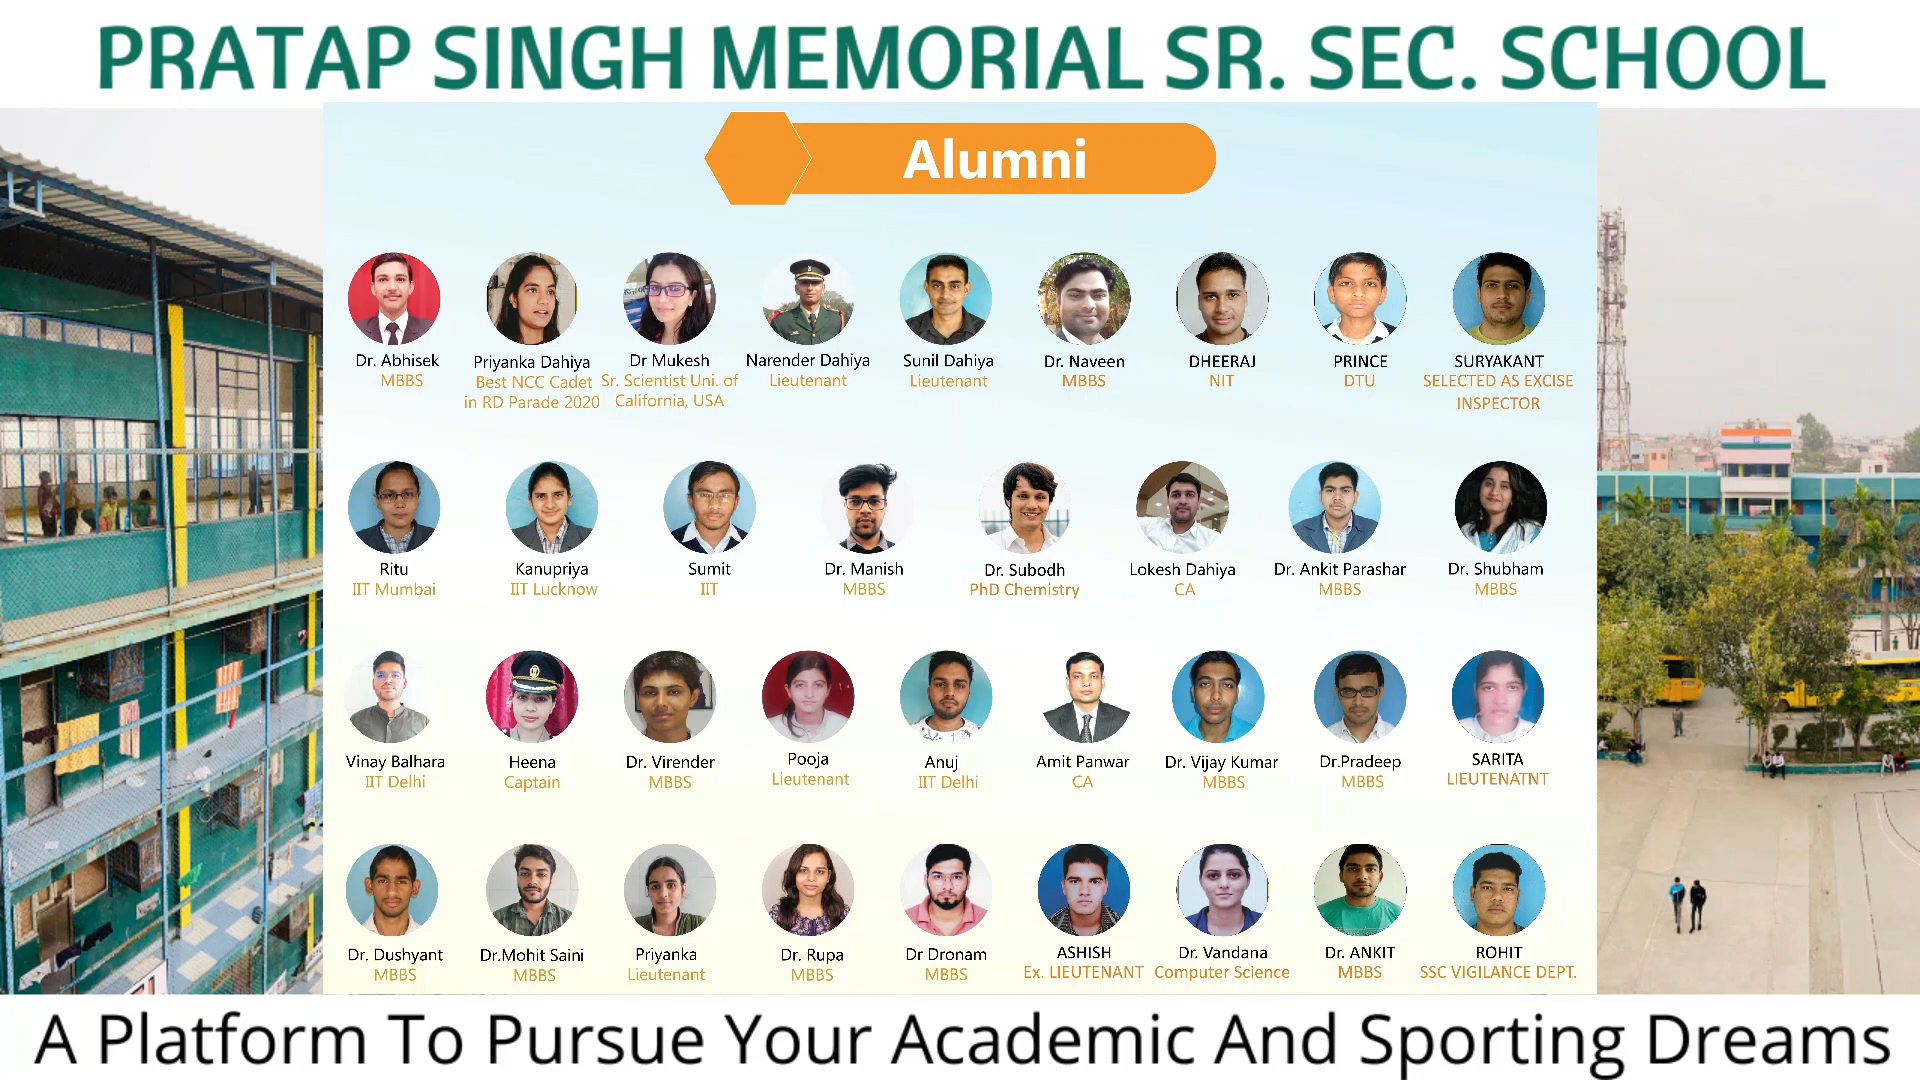 PRATAP SINGH MEMORIAL SR. SEC. SCHOOL
Alumni
Dr. Abhisek
MBBS
Priyanka Dahiya
Best NCC Cadet
in RD Parade 2020
Dr Mukesh
Sr. Scientist Uni. of
California, USA
Narender Dahiya
Lieutenant
Sunil Dahiya
Lieutenant
Dr. Naveen
MBBS
DHEERAJ
NIT
PRINCE
DTU
SURYAKANT
SELECTED AS EXCISE
INSPECTOR
Ritu
IIT Mumbai
Kanupriya
IIT Lucknow
Sumit
IIT
Dr. Manish
MBBS
Dr. Subodh
PhD Chemistry
Lokesh Dahiya
CA
Dr. Ankit Parashar
MBBS
Dr. Shubham
MBBS
Vinay Balhara
IIT Delhi
Heena
Captain
Dr. Virender
MBBS
Pooja
Lieutenant
Anuj
IIT Delhi
Amit Panwar
CA
Dr. Vijay Kumar
MBBS
Dr.Pradeep
MBBS
SARITA
LIEUTENATNT
Dr. Dushyant
MBBS
Dr.Mohit Saini
MBBS
Priyanka
Lieutenant
Dr. Rupa
MBBS
Dr Dronam
MBBS
ASHISH
Ex. LIEUTENANT
Dr. Vandana
Computer Science
Dr. ANKIT
MBBS
ROHIT
SSC VIGILANCE DEPT.
A Platform To Pursue Your Academic And Sporting Dreams